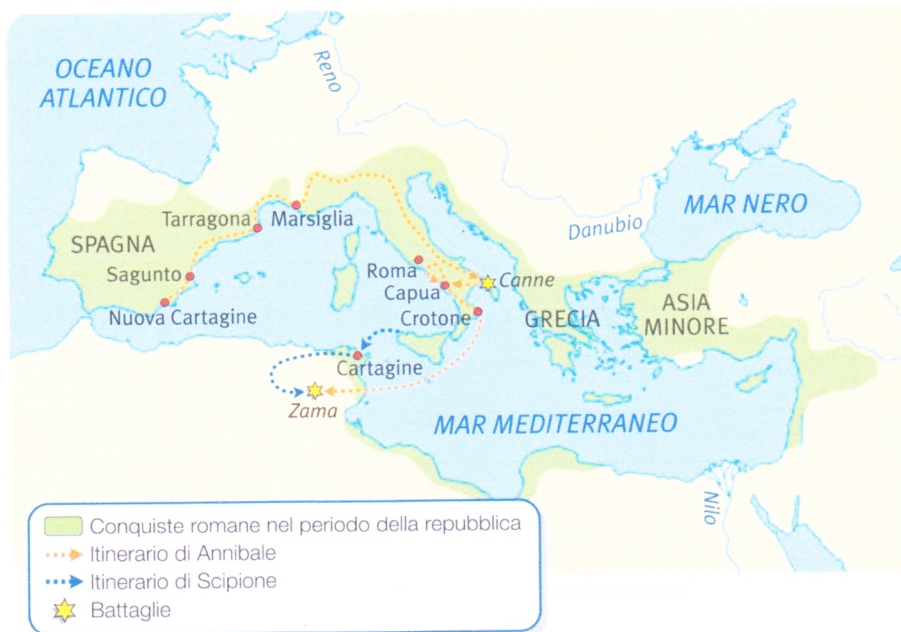 OCEANO
ATLANTICO
Reno
MAR NERO
Danubio
Tarragona
Marsiglia
SPAGNA
Sagunto
Nuova Cartagine
Roma
Capua
Crotone
Canne
GRECIA
ASIA
MINORE
Cartagine
Zama
MAR MEDITERRANEO
Nilo
Conquiste romane nel periodo della repubblica
Itinerario di Annibale
Itinerario di Scipione
Battaglie